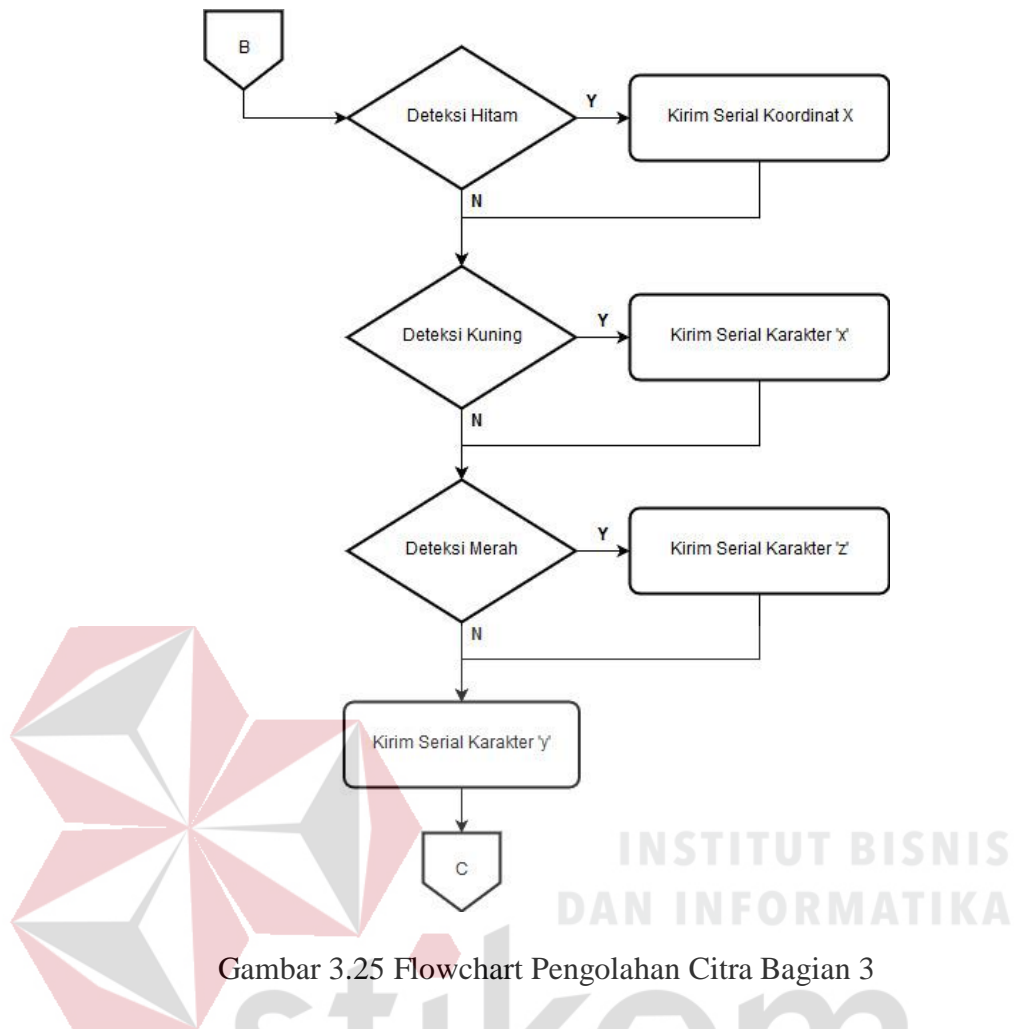 B
Deteksi Hitam
Y
Kirim Serial Koordinat X
N
Deteksi Kuning
Y
Kirim Serial Karakter 'x'
N
Deteksi Merah
Y
Kirim Serial Karakter 'z'
N
Kirim Serial Karakter 'y'
C
INSTITUT BISNIS
DAN INFORMATIKA
Gambar 3.25 Flowchart Pengolahan Citra Bagian 3
stikom